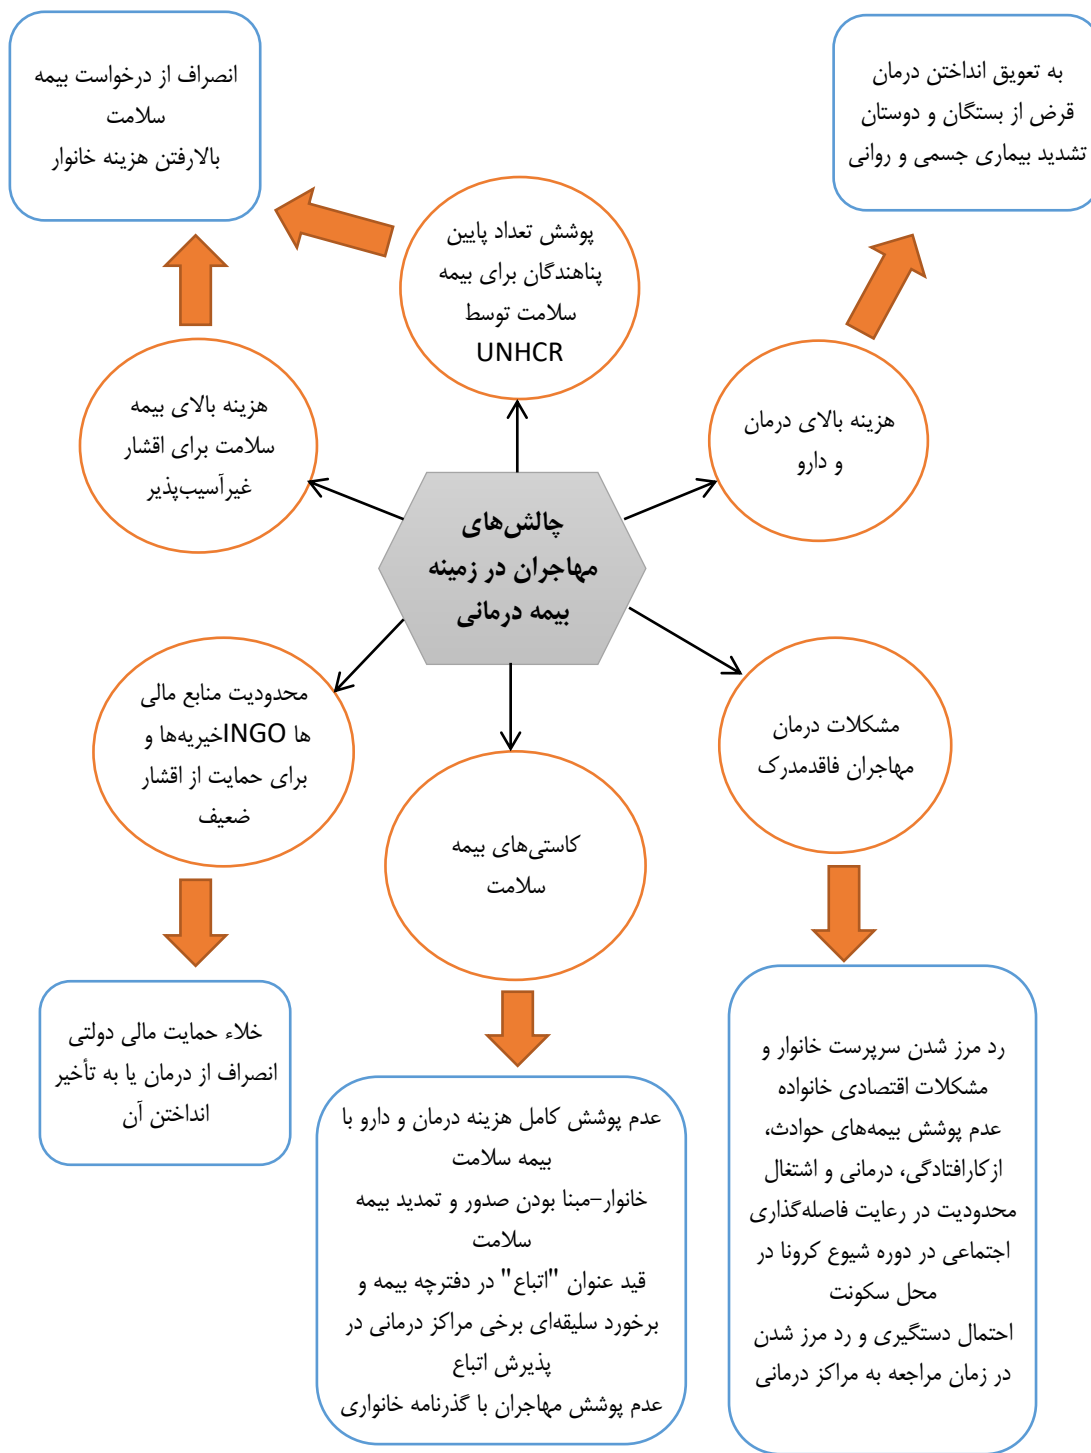 انصراف از درخواست بیمه
سلامت
بالارفتن هزینه خانوار
به تعویق انداختن درمان
قرض از بستگان و دوستان
تشدید بیماری جسمی و روانی
پوشش تعداد پایین
پناهندگان برای بیمه
سلامت توسط
UNHCR
هزینه بالای درمان
و دارو
هزینه بالای بیمه
سلامت برای اقشار
غیرآسیب‌پذیر
چالش‌های
مهاجران در زمینه
بیمه درمانی
محدودیت منابع مالی
ها INGOخیریه‌ها و
برای حمایت از اقشار
ضعیف
مشکلات درمان
مهاجران فاقدمدرک
کاستی‌های بیمه
سلامت
خلاء حمایت مالی دولتی
انصراف از درمان یا به تأخیر
انداختن آن
عدم پوشش کامل هزینه درمان و دارو با
بیمه سلامت
خانوار-مبنا بودن صدور و تمدید بیمه
سلامت
قید عنوان "اتباع" در دفترچه بیمه و
برخورد سلیقه‌ای برخی مراکز درمانی در
پذیرش اتباع
عدم پوشش مهاجران با گذرنامه خانواری
رد مرز شدن سرپرست خانوار و
مشکلات اقتصادی خانواده
عدم پوشش بیمه‌های حوادث،
ازکارافتادگی، درمانی و اشتغال
محدودیت در رعایت فاصله‌گذاری
اجتماعی در دوره شیوع کرونا در
محل سکونت
احتمال دستگیری و رد مرز شدن
در زمان مراجعه به مراکز درمانی